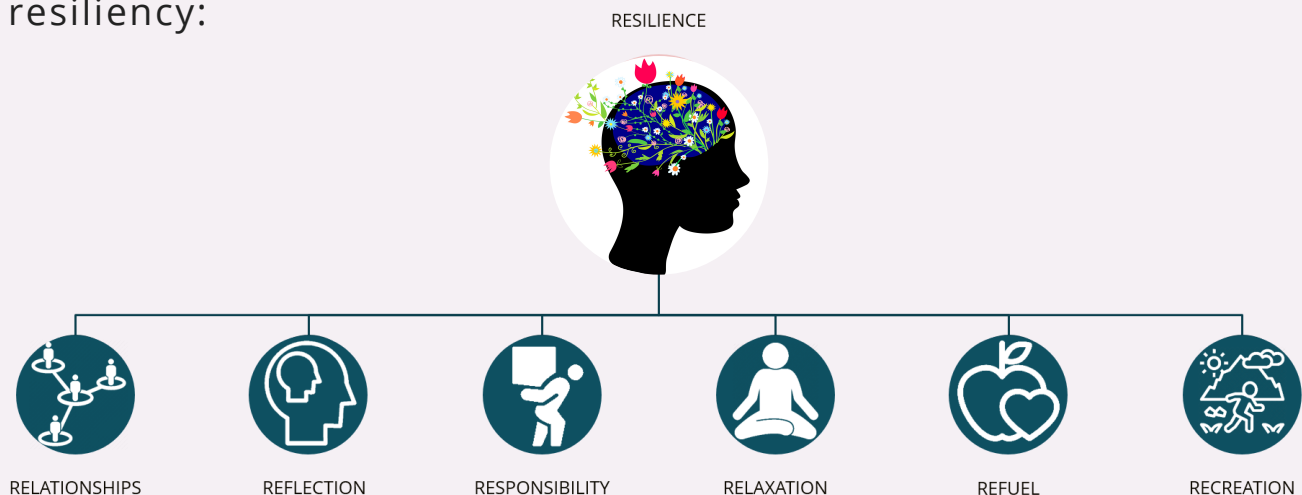 resiliency:
RESILIENCE
RELATIONSHIPS
REFLECTION
RESPONSIBILITY
RELAXATION
REFUEL
RECREATION